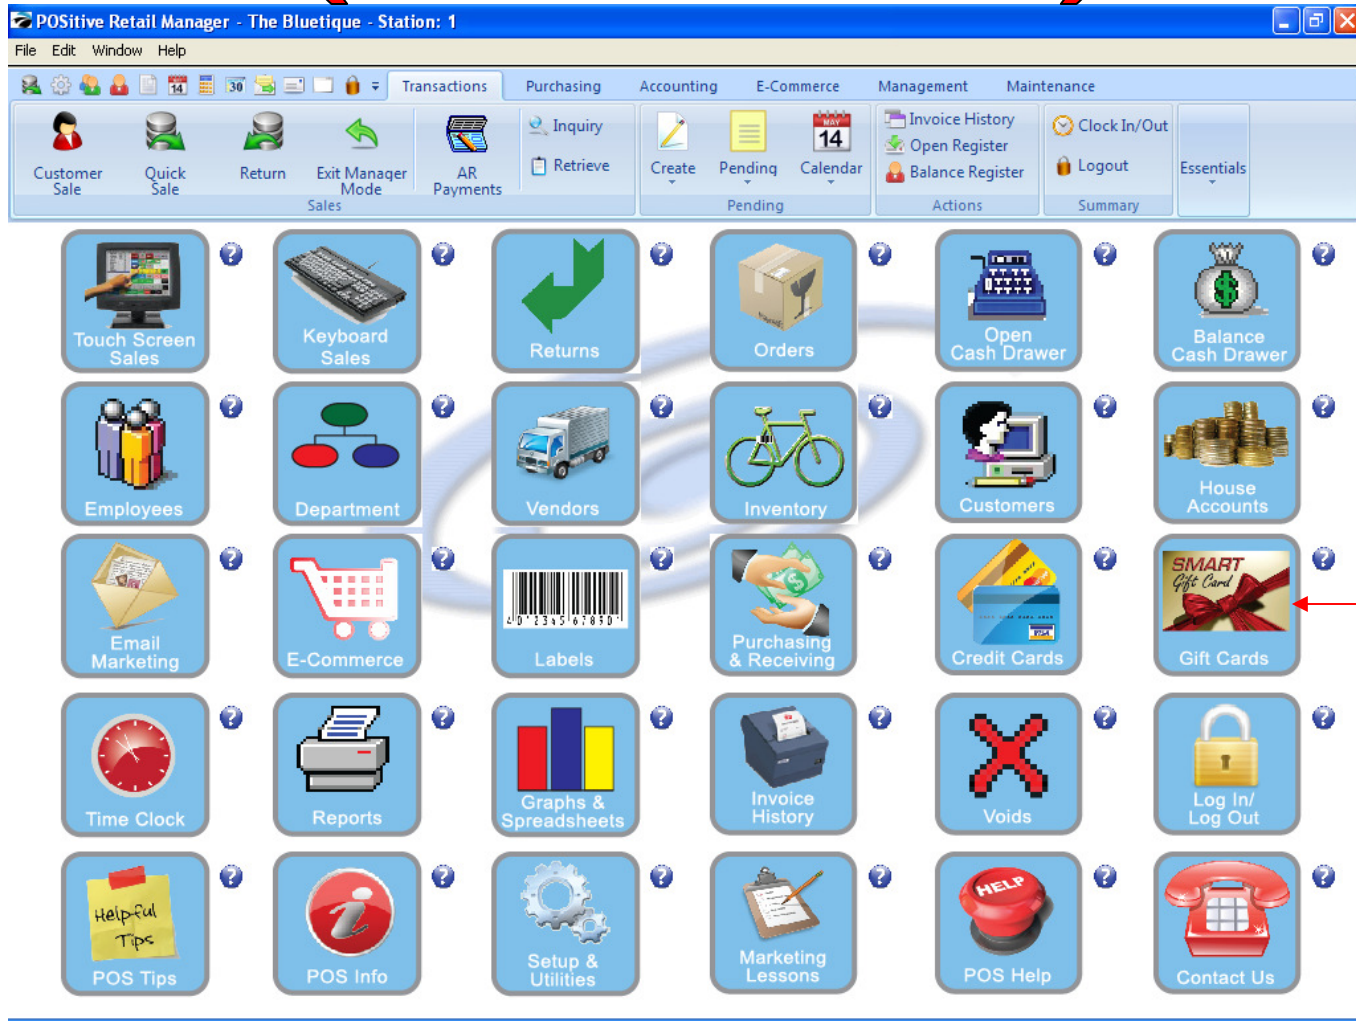 POSitive Retail Manager - The Bluetique - Station: 1
File Edit Window Help
14 30 Transactions Purchasing Accounting E-Commerce Management Maintenance
Customer Sale
Quick Sale
Return
Exit Manager Mode
AR Payments
Inquiry
Retrieve
Sales
Create
Pending
MAY 14
Calendar
Pending
Invoice History
Open Register
Balance Register
Actions
Clock In/Out
Logout
Summary
Essentials
Touch Screen Sales
Keyboard Sales
Returns
Orders
Open Cash Drawer
Balance Cash Drawer
Employees
Department
Vendors
Inventory
Customers
House Accounts
Email Marketing
E-Commerce
Labels
Purchasing & Receiving
VISA
Credit Cards
SMART
Gift Card
Gift Cards
Time Clock
Reports
Graphs & Spreadsheets
Invoice History
Voids
Log In/ Log Out
Helpful Tips
POS Tips
POS Info
Setup & Utilities
Marketing Lessons
HELP
POS Help
Contact Us